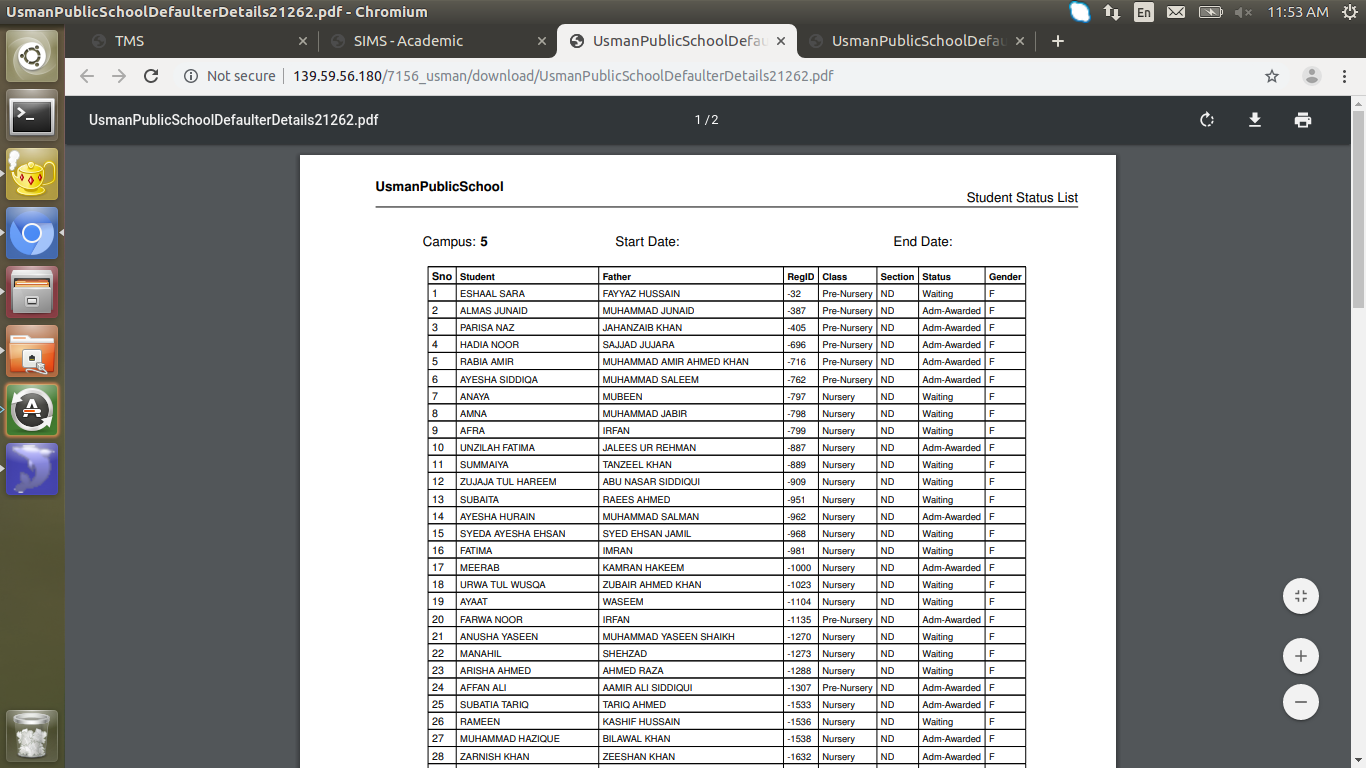 UsmanPublicSchoolDefaulterDetails21262.pdf - Chromium En 11:53 AM
TMS SIMS - Academic UsmanPublicSchoolDefau UsmanPublicSchoolDefau
Not secure 139.59.56.180/7156_usman/download/UsmanPublicSchoolDefaulterDetails21262.pdf
UsmanPublicSchoolDefaulterDetails21262.pdf 1 / 2
UsmanPublicSchool
Student Status List
Campus: 5 Start Date: End Date:
Sno Student Father RegID Class Section Status Gender
1 ESHAAL SARA FAYYAZ HUSSAIN -32 Pre-Nursery ND Waiting F
2 ALMAS JUNAID MUHAMMAD JUNAID -387 Pre-Nursery ND Adm-Awarded F
3 PARISA NAZ JAHANZAIB KHAN -405 Pre-Nursery ND Adm-Awarded F
4 HADIA NOOR SAJJAD JUJARA -696 Pre-Nursery ND Adm-Awarded F
5 RABIA AMIR MUHAMMAD AMIR AHMED KHAN -716 Pre-Nursery ND Adm-Awarded F
6 AYESHA SIDDIQA MUHAMMAD SALEEM -762 Pre-Nursery ND Adm-Awarded F
7 ANAYA MUBEEN -797 Nursery ND Waiting F
8 AMNA MUHAMMAD JABIR -798 Nursery ND Waiting F
9 AFRA IRFAN -799 Nursery ND Waiting F
10 UNZILAH FATIMA JALEES UR REHMAN -887 Nursery ND Adm-Awarded F
11 SUMMAIYA TANZEEL KHAN -889 Nursery ND Waiting F
12 ZUJAJA TUL HAREEM ABU NASAR SIDDIQUI -909 Nursery ND Waiting F
13 SUBAITA RAEES AHMED -951 Nursery ND Waiting F
14 AYESHA HURAIN MUHAMMAD SALMAN -962 Nursery ND Adm-Awarded F
15 SYEDA AYESHA EHSAN SYED EHSAN JAMIL -968 Nursery ND Waiting F
16 FATIMA IMRAN -981 Nursery ND Waiting F
17 MEERAB KAMRAN HAKEEM -1000 Nursery ND Adm-Awarded F
18 URWA TUL WUSQA ZUBAIR AHMED KHAN -1023 Nursery ND Waiting F
19 AYAAT WASEEM -1104 Nursery ND Waiting F
20 FARWA NOOR IRFAN -1135 Pre-Nursery ND Adm-Awarded F
21 ANUSHA YASEEN MUHAMMAD YASEEN SHAIKH -1270 Nursery ND Waiting F
22 MANAHIL SHEHZAD -1273 Nursery ND Waiting F
23 ARISHA AHMED AHMED RAZA -1288 Nursery ND Waiting F
24 AFFAN ALI AAMIR ALI SIDDIQUI -1307 Pre-Nursery ND Adm-Awarded F
25 SUBATIA TARIQ TARIQ AHMED -1533 Nursery ND Adm-Awarded F
26 RAMEEN KASHIF HUSSAIN -1536 Nursery ND Waiting F
27 MUHAMMAD HAZIQUE BILAWAL KHAN -1538 Nursery ND Adm-Awarded F
28 ZARNISH KHAN ZEESHAN KHAN -1632 Nursery ND Adm-Awarded F